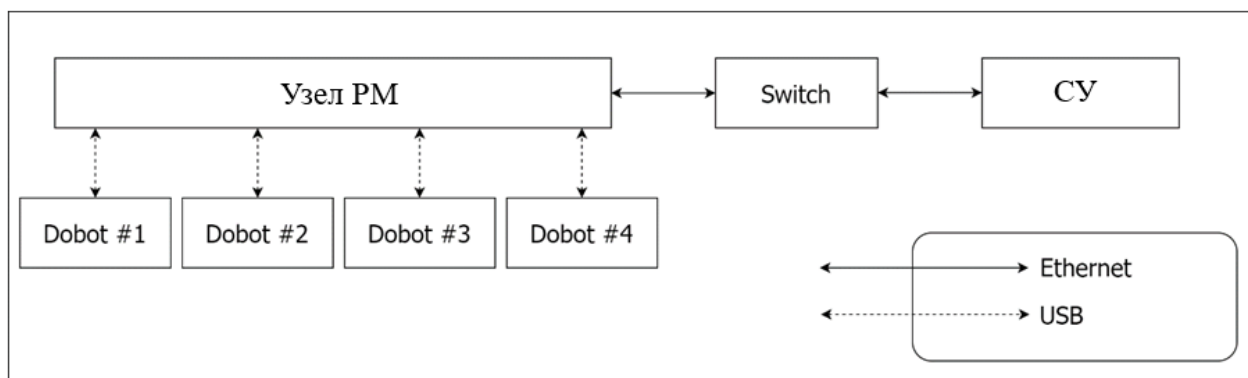 Узел РМ
Switch
СУ
Dobot #1
Dobot #2
Dobot #3
Dobot #4
Ethernet
USB